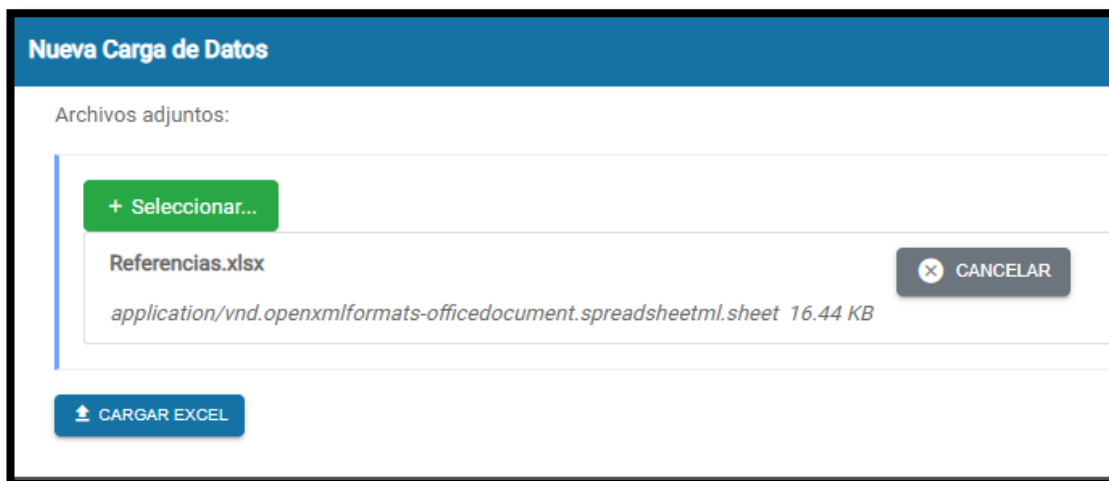 Nueva Carga de Datos
Archivos adjuntos:
+ Seleccionar...
Referencias.xlsx
CANCELAR
application/vnd.openxmlformats-officedocument.spreadsheetml.sheet 16.44 KB
CARGAR EXCEL